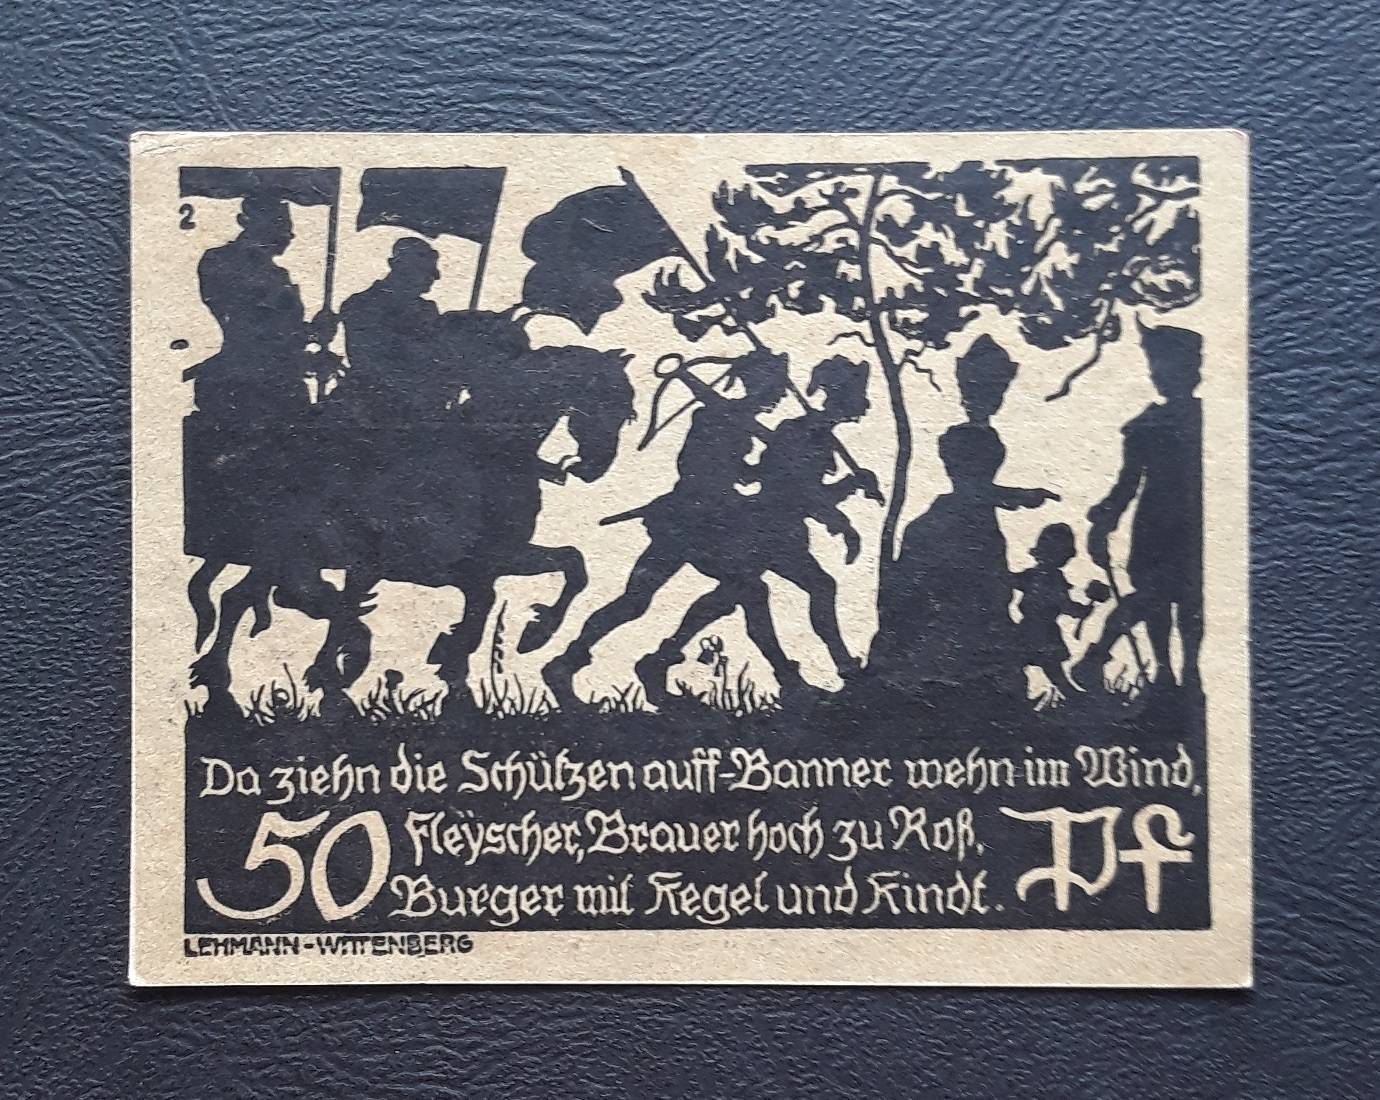 2
Da ziehn die Schützen auff-Banner wehn im Wind,
50 Fleÿscher, Brauer hoch zu Roß, Pf
Burger mit Kegel und Kindt.
LEHMANN-WITTENBERG